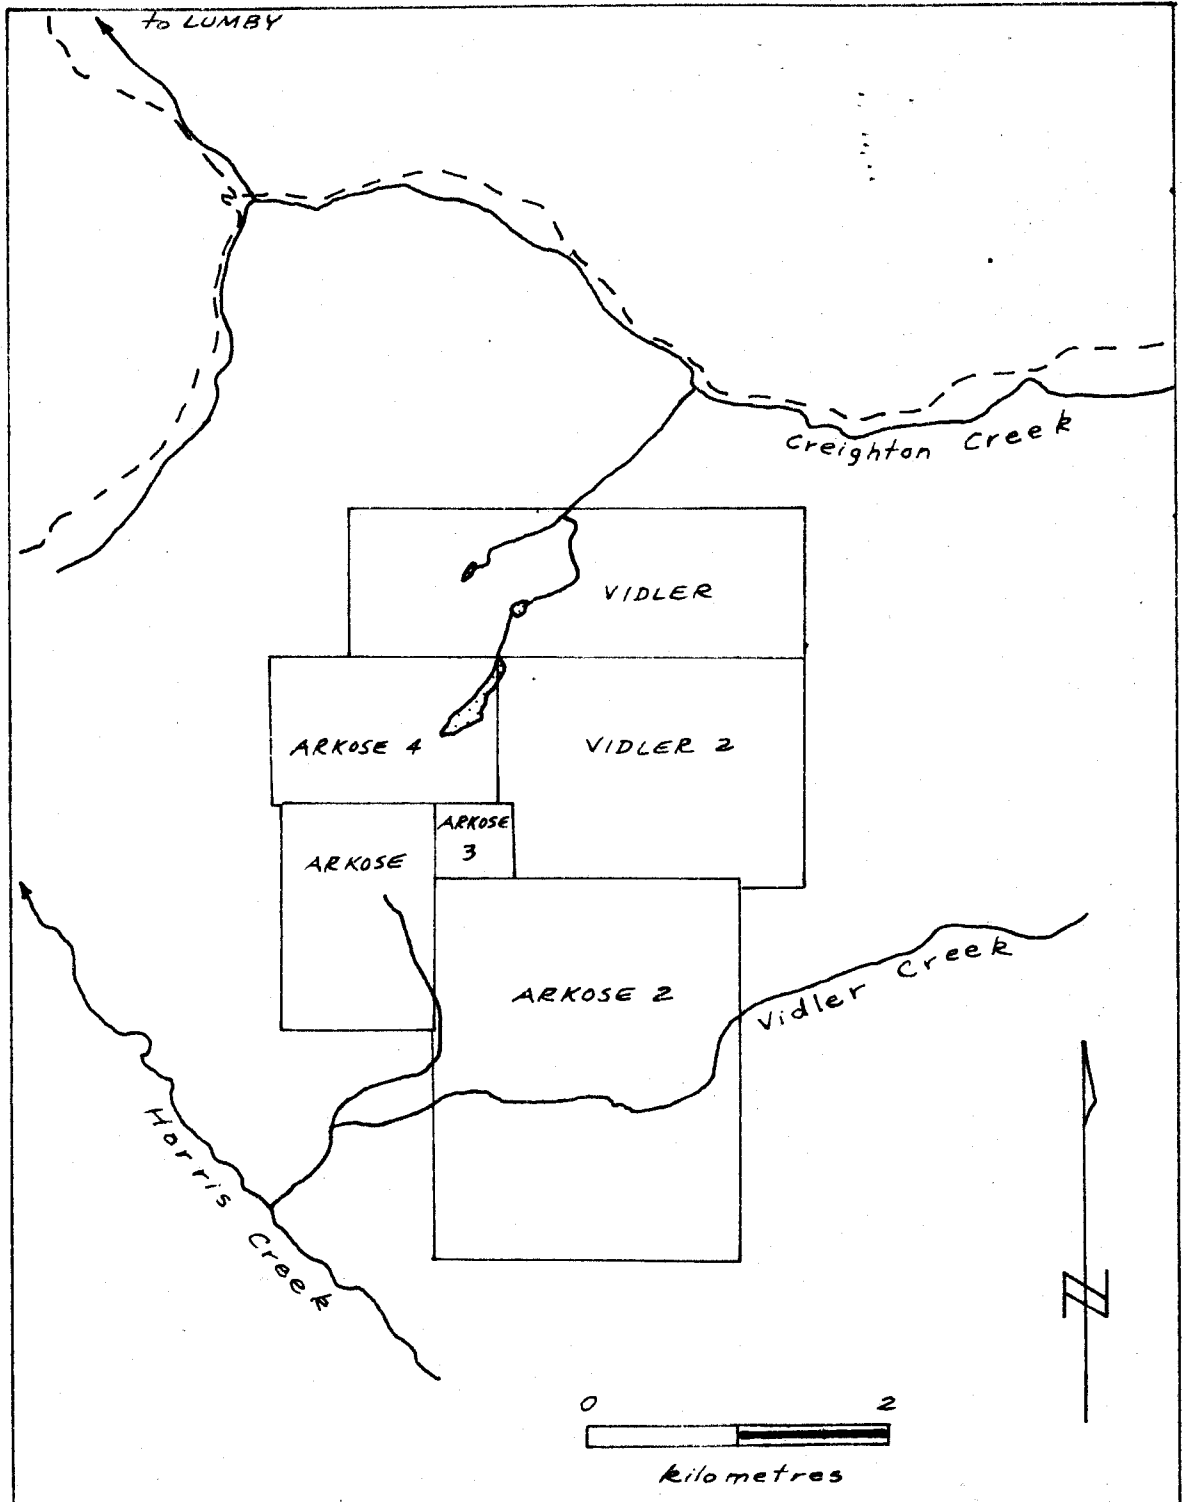 to LUMBY
Creighton Creek
VIDLER
ARKOSE 4
VIDLER 2
ARKOSE
3
ARKOSE
ARKOSE 2
Vidler Creek
Harris Creek
N
0 2
kilometres